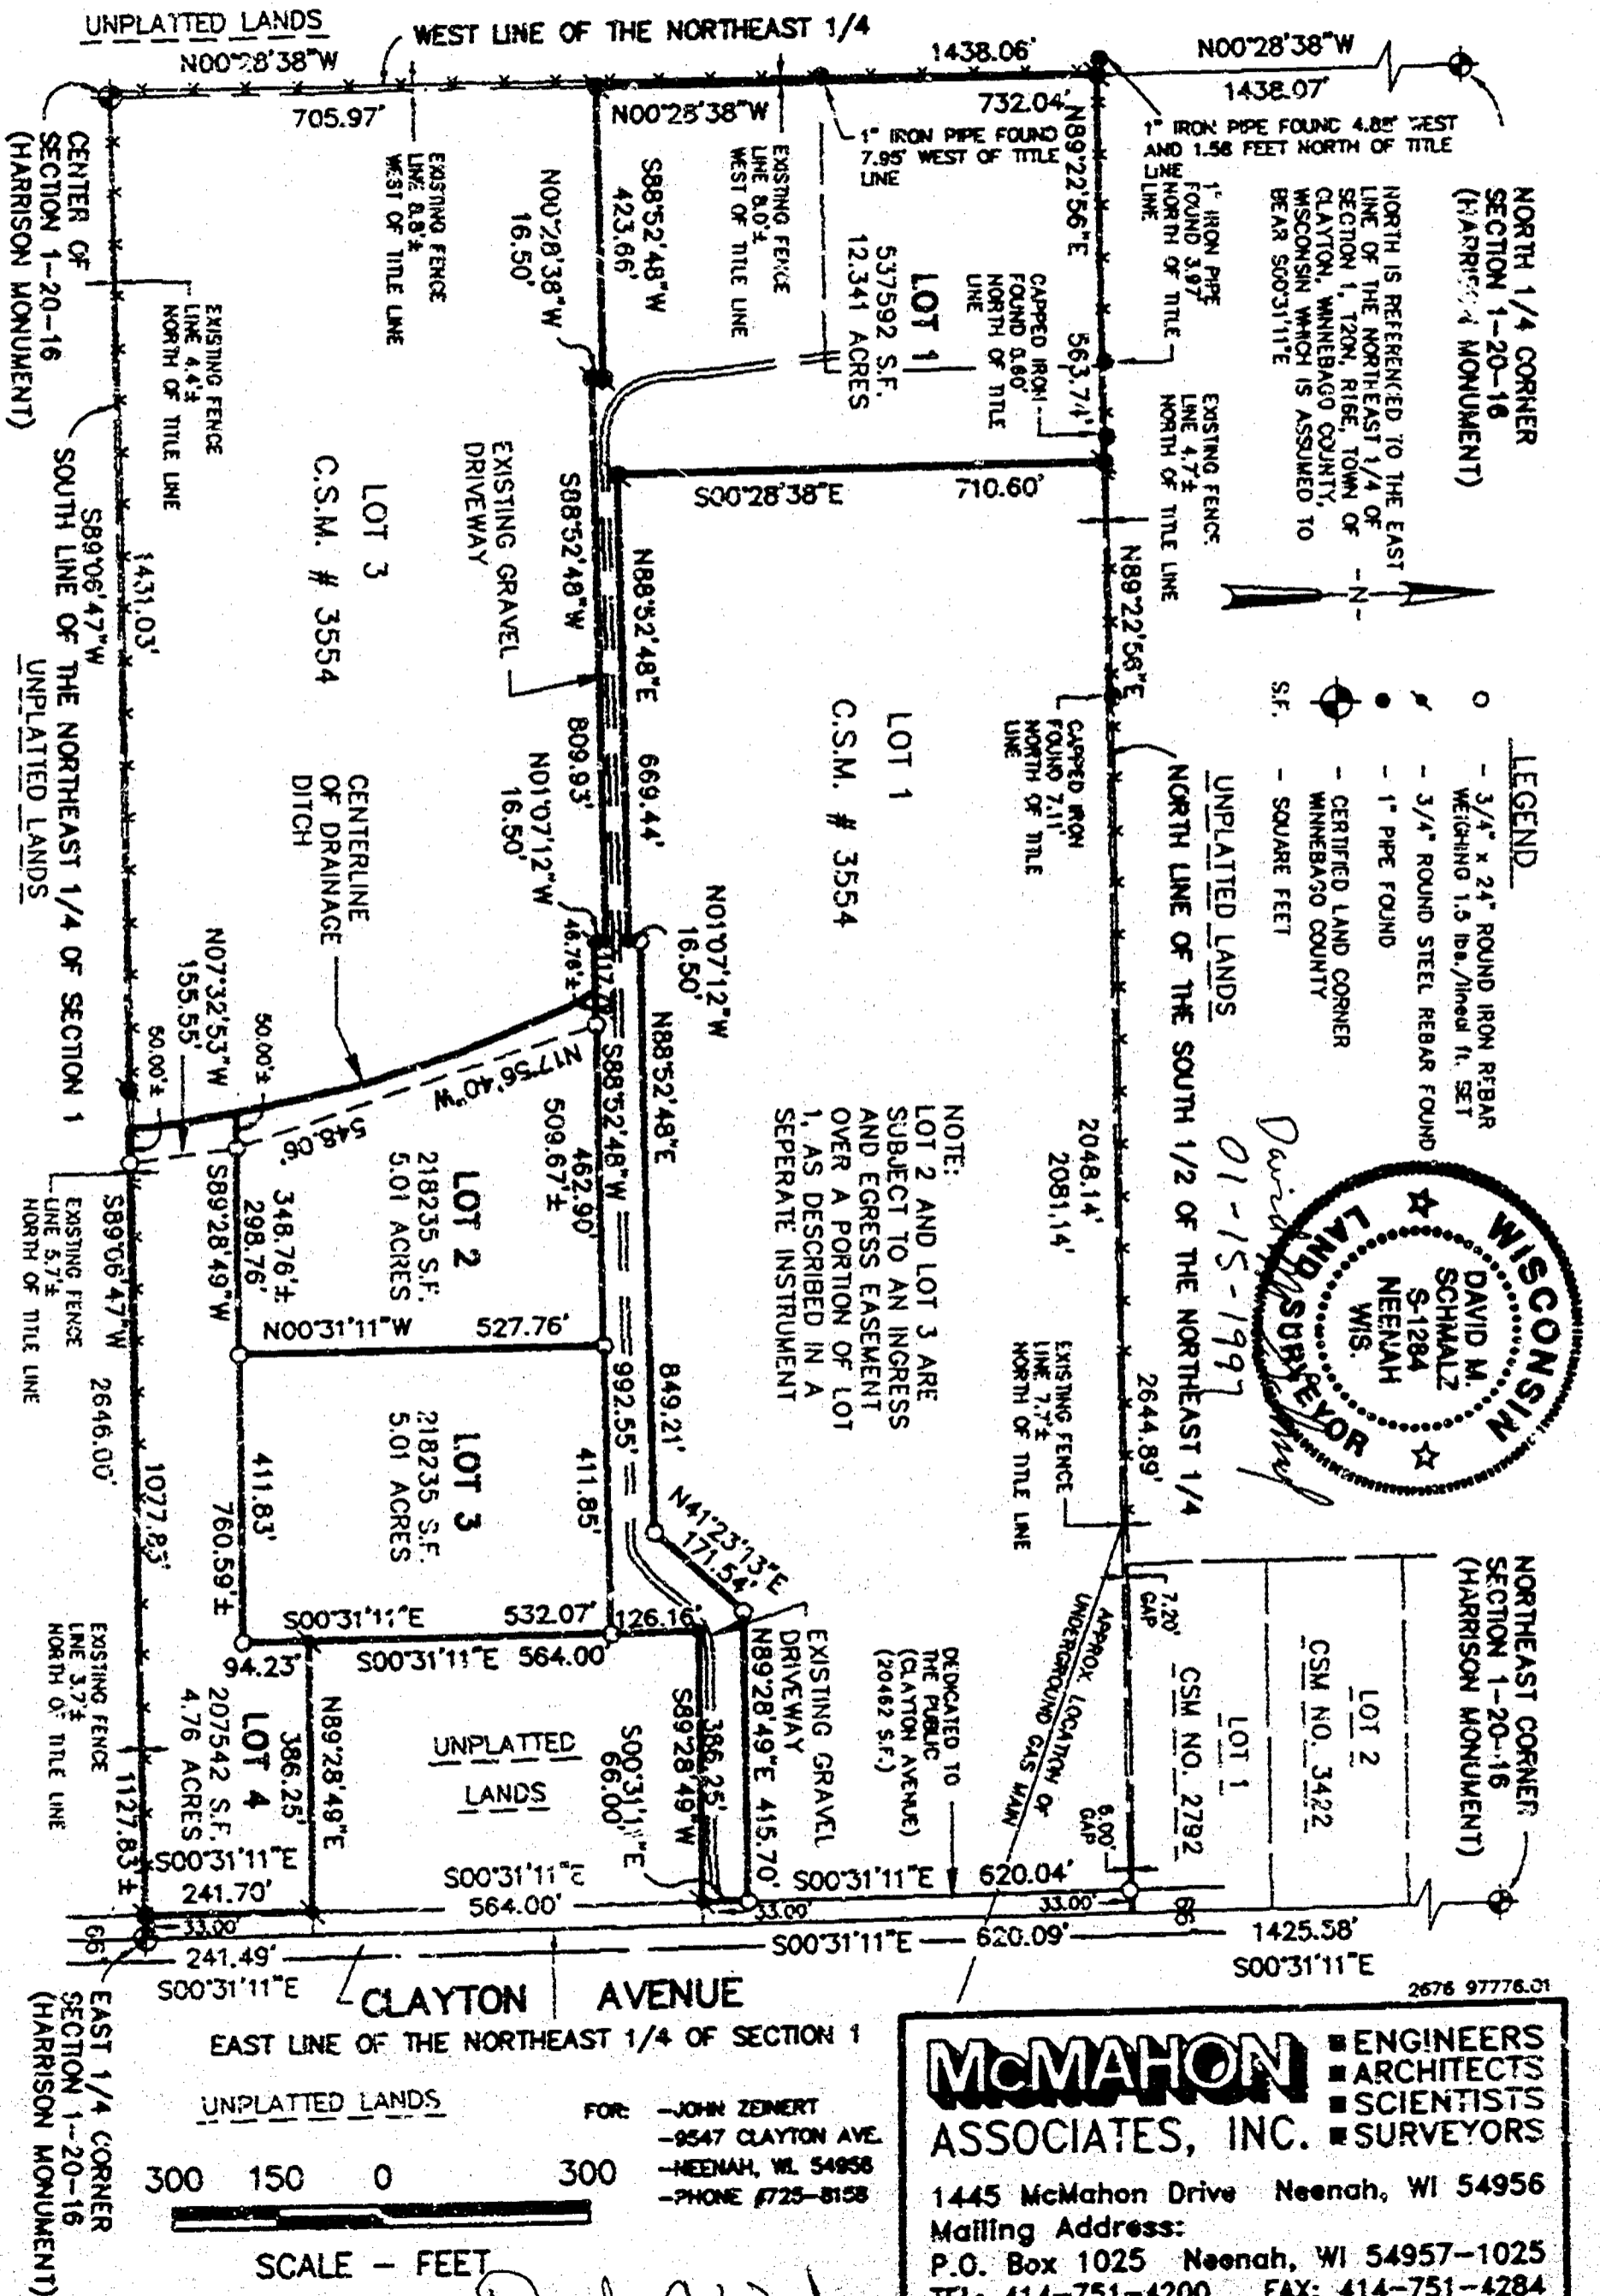 UNPLATTED LANDS
WEST LINE OF THE NORTHEAST 1/4
N00°28'38"W
705.97'
N00°28'38"W
1438.06'
732.04'
N00°28'38"W
1438.07'
1" IRON PIPE FOUND
7.95' WEST OF TITLE
LINE
1" IRON PIPE FOUND WEST
AND 1.58 FEET NORTH OF TITLE
LINE
NORTH 1/4 CORNER
SECTION 1-20-16
(HARRISON MONUMENT)
NORTH IS REFERENCED TO THE EAST
LINE OF THE NORTHEAST 1/4 OF
SECTION 1, T20N, R16E, TOWN OF
CLAYTON, WINNEBAGO COUNTY,
WISCONSIN WHICH IS ASSUMED TO
BEAR S00°31'11"E
-N-
LEGEND
- 3/4" x 24" ROUND IRON REBAR
WEIGHING 1.5 lbs./lineal ft. SET
- 3/4" ROUND STEEL REBAR FOUND
- 1" PIPE FOUND
- CERTIFIED LAND CORNER
WINNEBAGO COUNTY
S.F. - SQUARE FEET
1" IRON PIPE
FOUND 3.97'
NORTH OF TITLE
LINE
N89°22'56"E
563.74'
CAPPED IRON
FOUND 6.60'
NORTH OF TITLE
LINE
EXISTING FENCE
LINE 4.7'±
NORTH OF TITLE LINE
N89°22'56"E
CAPPED IRON
FOUND 7.11'
NORTH OF TITLE
LINE
UNPLATTED LANDS
NORTH LINE OF THE SOUTH 1/2 OF THE NORTHEAST 1/4
2048.14'
2081.14'
2644.89'
WISCONSIN
LAND SURVEYOR
DAVID M.
SCHMALZ
S-1284
NEENAH
WIS.
01-15-1997
EXISTING FENCE
LINE 8.0'±
WEST OF TITLE LINE
EXISTING FENCE
LINE 8.8'±
WEST OF TITLE LINE
LOT 1
537592 S.F.
12.341 ACRES
S88°52'48"W
423.66'
N00°28'38"W
16.50'
S00°28'38"E
710.60'
LOT 1
C.S.M. # 3554
N88°52'48"E
669.44'
S88°52'48"W
809.93'
EXISTING GRAVEL
DRIVEWAY
N01°07'12"W
16.50'
N01°07'12"W
16.50'
46.76'±
N88°52'48"E
849.21'
NOTE:
LOT 2 AND LOT 3 ARE
SUBJECT TO AN INGRESS
AND EGRESS EASEMENT
OVER A PORTION OF LOT
1, AS DESCRIBED IN A
SEPERATE INSTRUMENT
EXISTING FENCE
LINE 7.7'±
NORTH OF TITLE LINE
NORTHEAST CORNER
SECTION 1-20-16
(HARRISON MONUMENT)
LOT 2
CSM NO. 3422
LOT 1
CSM NO. 2792
7.20'
GAP
6.00'
GAP
APPROX. LOCATION OF
UNDERGROUND GAS MAIN
DEDICATED TO
THE PUBLIC
(CLAYTON AVENUE)
(20462 S.F.)
CENTER OF
SECTION 1-20-16
(HARRISON MONUMENT)
EXISTING FENCE
LINE 4.4'±
NORTH OF TITLE LINE
LOT 3
C.S.M. # 3554
1431.03'
S89°06'47"W
SOUTH LINE OF THE NORTHEAST 1/4 OF SECTION 1
UNPLATTED LANDS
CENTERLINE
OF DRAINAGE
DITCH
N07°32'53"W
155.55'
50.00'±
50.00'±
N17°56'40"W
548.06'
S88°52'48"W
992.55'
509.67'±
462.90'
411.85'
LOT 2
218235 S.F.
5.01 ACRES
348.76'±
298.76'
S89°28'49"W
N00°31'11"W
527.76'
LOT 3
218235 S.F.
5.01 ACRES
411.83'
760.59'±
S00°31'11"E
532.07'
126.16'
S00°31'11"E 564.00'
94.23'
N41°23'13"E
171.54'
EXISTING GRAVEL
DRIVEWAY
N89°28'49"E 415.70'
386.25'
S89°28'49"W
S00°31'11"E
66.00'
UNPLATTED
LANDS
N89°28'49"E
386.25'
LOT 4
207542 S.F.
4.76 ACRES
EXISTING FENCE
LINE 5.7'±
NORTH OF TITLE LINE
S89°06'47"W
2646.00'
1077.83'
EXISTING FENCE
LINE 3.7'±
NORTH OF TITLE LINE
1127.83'±
S00°31'11"E
241.70'
33.00'
S00°31'11"E
564.00'
33.00'
S00°31'11"E
620.04'
33.00'
66'
66'
241.49'
S00°31'11"E
S00°31'11"E
620.09'
1425.58'
S00°31'11"E
CLAYTON AVENUE
EAST LINE OF THE NORTHEAST 1/4 OF SECTION 1
EAST 1/4 CORNER
SECTION 1-20-16
(HARRISON MONUMENT)
UNPLATTED LANDS
FOR: -JOHN ZEINERT
-9547 CLAYTON AVE.
-NEENAH, WI. 54956
-PHONE #725-8158
300 150 0 300
SCALE - FEET
2676 97776.01
McMAHON
ASSOCIATES, INC.
ENGINEERS
ARCHITECTS
SCIENTISTS
SURVEYORS
1445 McMahon Drive Neenah, WI 54956
Mailing Address:
P.O. Box 1025 Neenah, WI 54957-1025
TEL: 414-751-4200 FAX: 414-751-4284